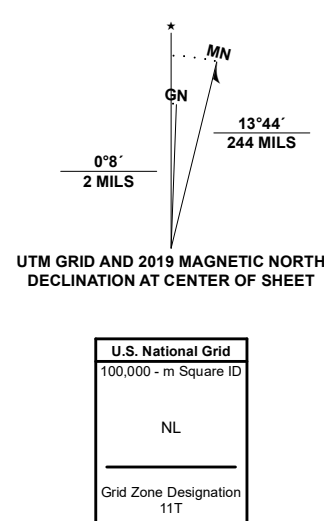 ★
MN
GN
13°44´
244 MILS
0°8´
2 MILS
UTM GRID AND 2019 MAGNETIC NORTH
DECLINATION AT CENTER OF SHEET
U.S. National Grid
100,000 - m Square ID
NL
Grid Zone Designation
11T